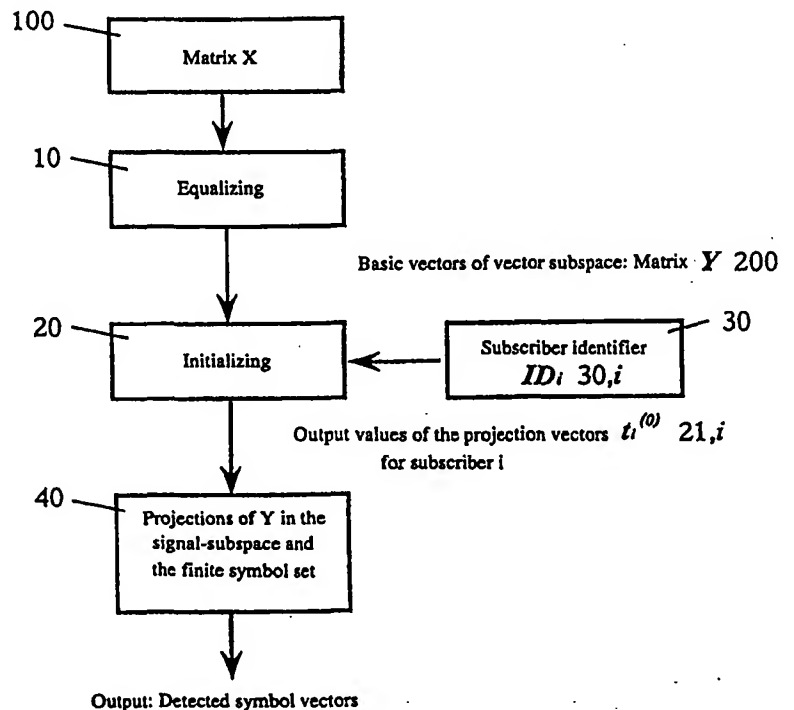 100
Matrix X
10
Equalizing
Basic vectors of vector subspace: Matrix Y 200
20
Initializing
30
Subscriber identifier
IDi 30,i
Output values of the projection vectors ti(0) 21,i
for subscriber i
40
Projections of Y in the
signal-subspace and
the finite symbol set
Output: Detected symbol vectors